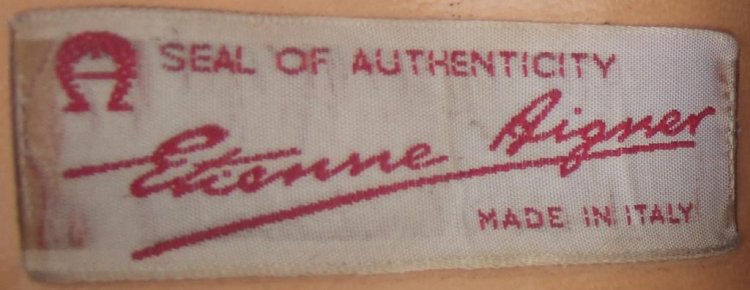 SEAL OF AUTHENTICITY
Etienne Aigner
MADE IN ITALY